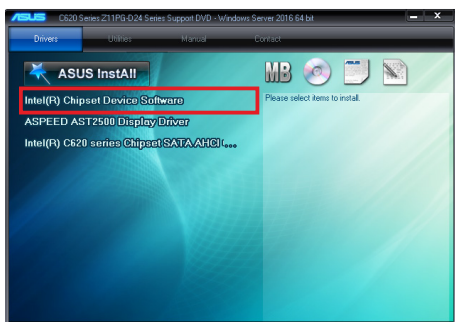 ASUS C620 Series Z11PG-D24 Series Support DVD - Windows Server 2016 64 bit
Drivers Utilities Manual Contact
ASUS InstAll
MB
Intel(R) Chipset Device Software
Please select items to install.
ASPEED AST2500 Display Driver
Intel(R) C620 series Chipset SATA AHCI ...